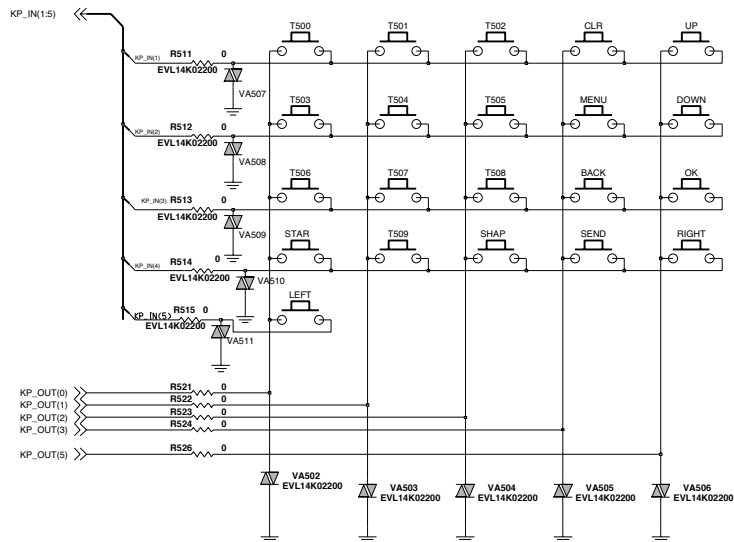 KP_IN(1:5)
T500 T501 T502 CLR UP
KP_IN(1) R511 0
EVL14K02200
VA507
T503 T504 T505 MENU DOWN
KP_IN(2) R512 0
EVL14K02200
VA508
T506 T507 T508 BACK OK
KP_IN(3) R513 0
EVL14K02200
VA509
STAR T509 SHAP SEND RIGHT
KP_IN(4) R514 0
EVL14K02200
VA510
LEFT
KP_IN(5) R515 0
EVL14K02200
VA511
KP_OUT(0) R521 0
KP_OUT(1) R522 0
KP_OUT(2) R523 0
KP_OUT(3) R524 0
KP_OUT(5) R526 0
VA502 VA503 VA504 VA505 VA506
EVL14K02200 EVL14K02200 EVL14K02200 EVL14K02200 EVL14K02200